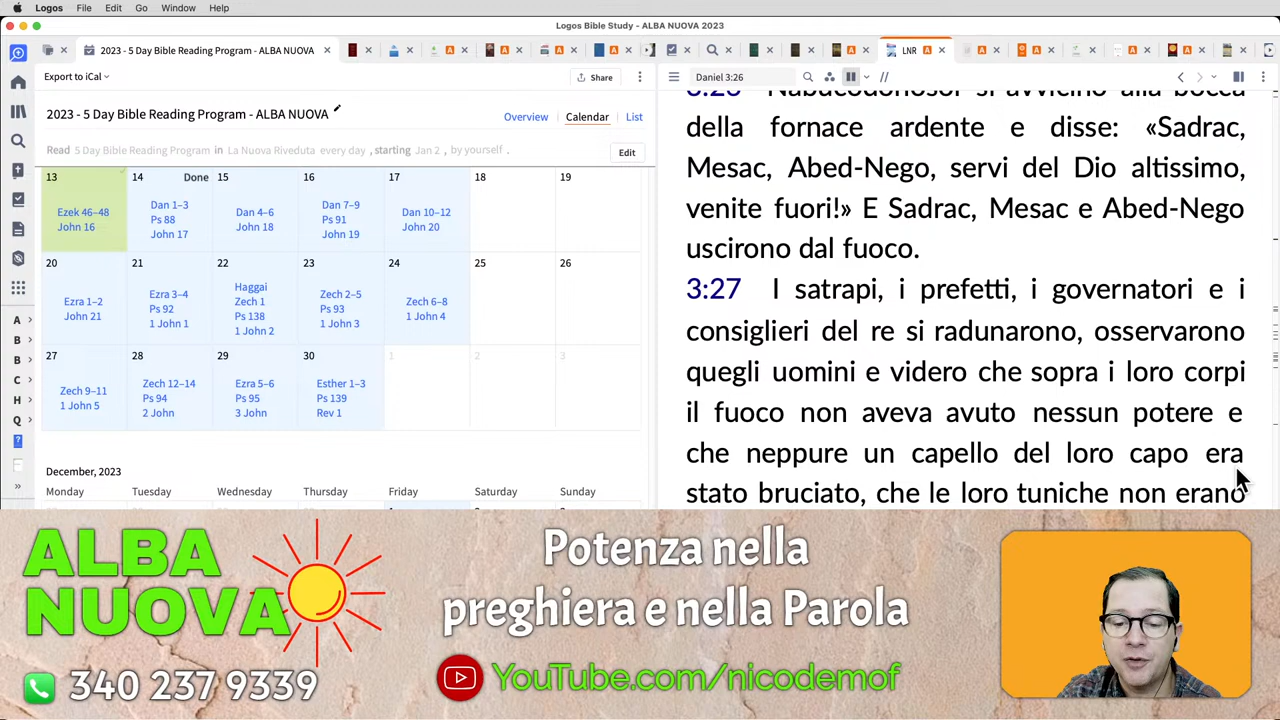 Logos File Edit View Go Window Help
Logos Bible Study - ALBA NUOVA 2023
2023 - 5 Day Bible Reading Program - ALBA NUOVA
LNR
Export to iCal
Share
Daniel 3:26
2023 - 5 Day Bible Reading Program - ALBA NUOVA
Overview Calendar List
Read 5 Day Bible Reading Program in La Nuova Riveduta every day , starting Jan 2 , by yourself .
Edit
13 14 Done 15 16 17 18 19
Ezek 46–48
John 16
Dan 1–3
Ps 88
John 17
Dan 4–6
John 18
Dan 7–9
Ps 91
John 19
Dan 10–12
John 20
20 21 22 23 24 25 26
Ezra 1–2
John 21
Ezra 3–4
Ps 92
1 John 1
Haggai
Zech 1
Ps 138
1 John 2
Zech 2–5
Ps 93
1 John 3
Zech 6–8
1 John 4
27 28 29 30 1 2 3
Zech 9–11
1 John 5
Zech 12–14
Ps 94
2 John
Ezra 5–6
Ps 95
3 John
Esther 1–3
Ps 139
Rev 1
December, 2023
Monday Tuesday Wednesday Thursday Friday Saturday Sunday
A
B
B
C
H
Q
3:26 Nabucodonosor si avvicinò alla bocca
della fornace ardente e disse: «Sadrac,
Mesac, Abed-Nego, servi del Dio altissimo,
venite fuori!» E Sadrac, Mesac e Abed-Nego
uscirono dal fuoco.
3:27 I satrapi, i prefetti, i governatori e i
consiglieri del re si radunarono, osservarono
quegli uomini e videro che sopra i loro corpi
il fuoco non aveva avuto nessun potere e
che neppure un capello del loro capo era
stato bruciato, che le loro tuniche non erano
ALBA
NUOVA
340 237 9339
Potenza nella
preghiera e nella Parola
YouTube.com/nicodemof